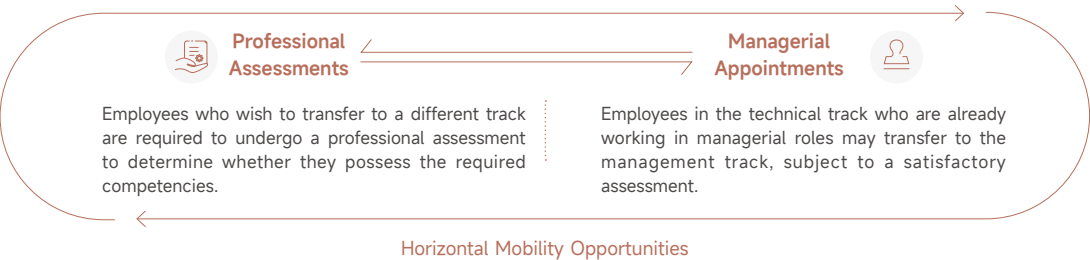 Professional
Assessments
Employees who wish to transfer to a different track
are required to undergo a professional assessment
to determine whether they possess the required
competencies.
Managerial
Appointments
Employees in the technical track who are already
working in managerial roles may transfer to the
management track, subject to a satisfactory
assessment.
Horizontal Mobility Opportunities